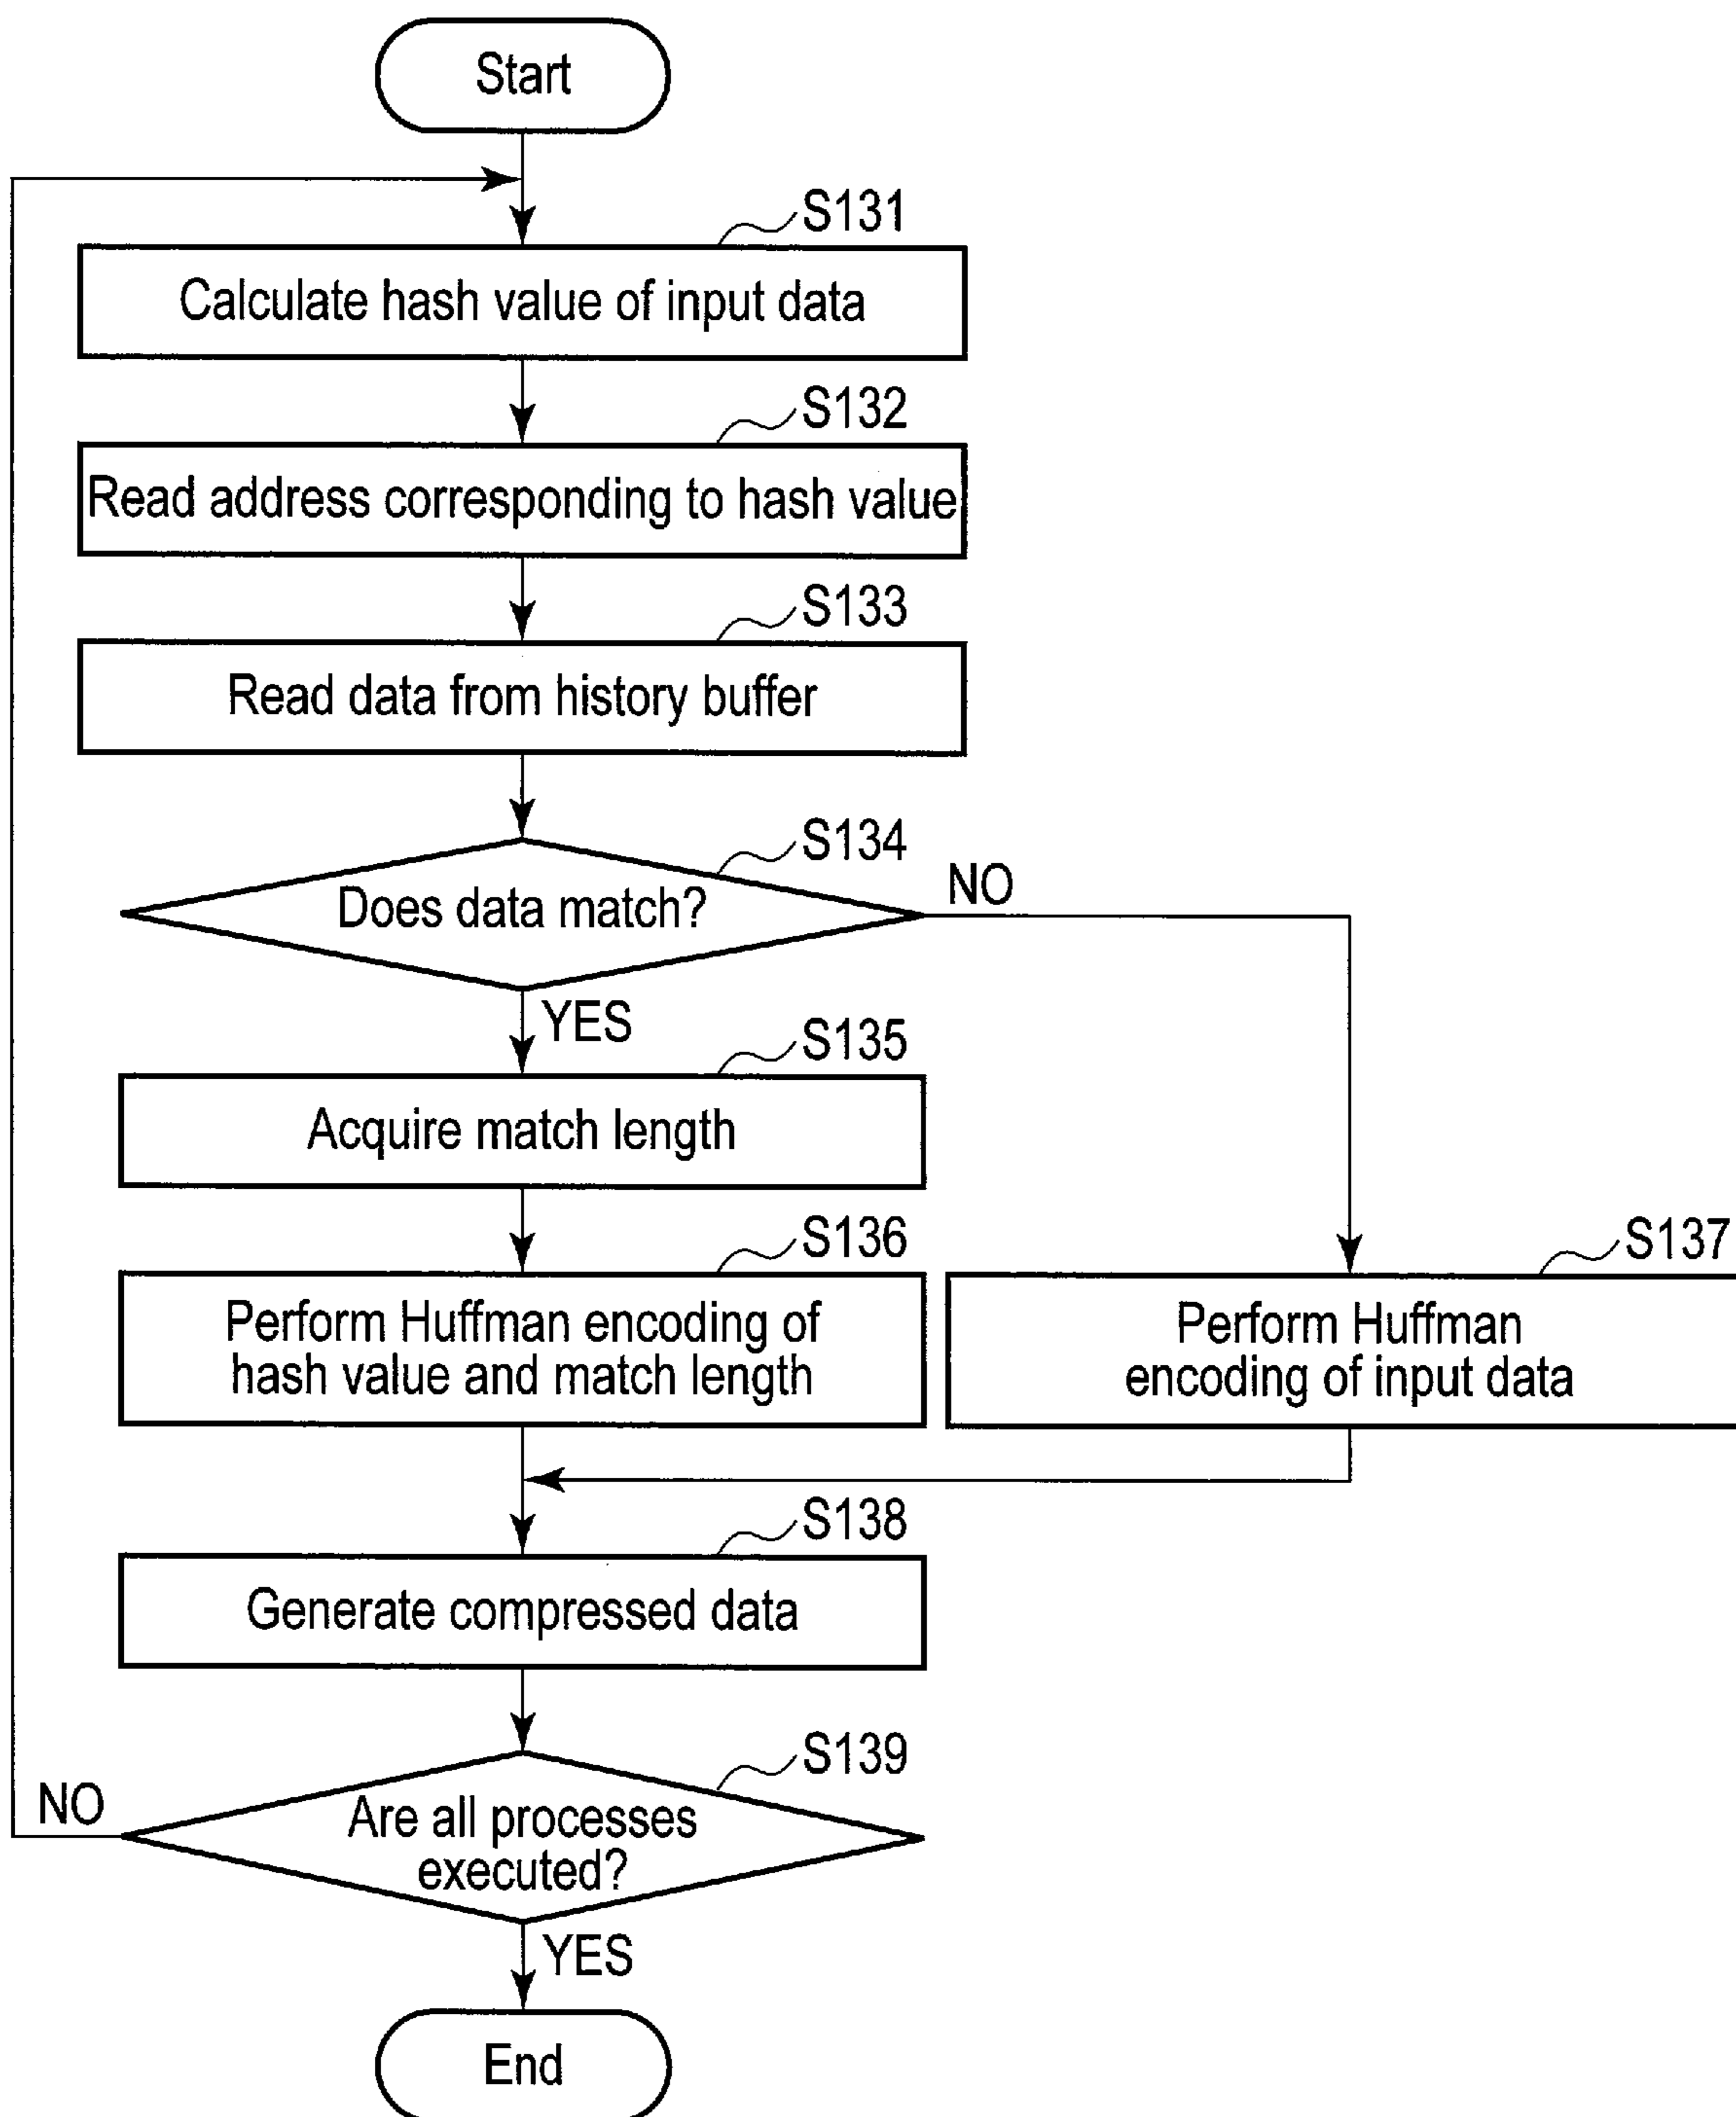 Start
S131
Calculate hash value of input data
S132
Read address corresponding to hash value
S133
Read data from history buffer
S134
Does data match?
NO
YES
S135
Acquire match length
S136
Perform Huffman encoding of
hash value and match length
S137
Perform Huffman
encoding of input data
S138
Generate compressed data
S139
Are all processes
executed?
NO
YES
End